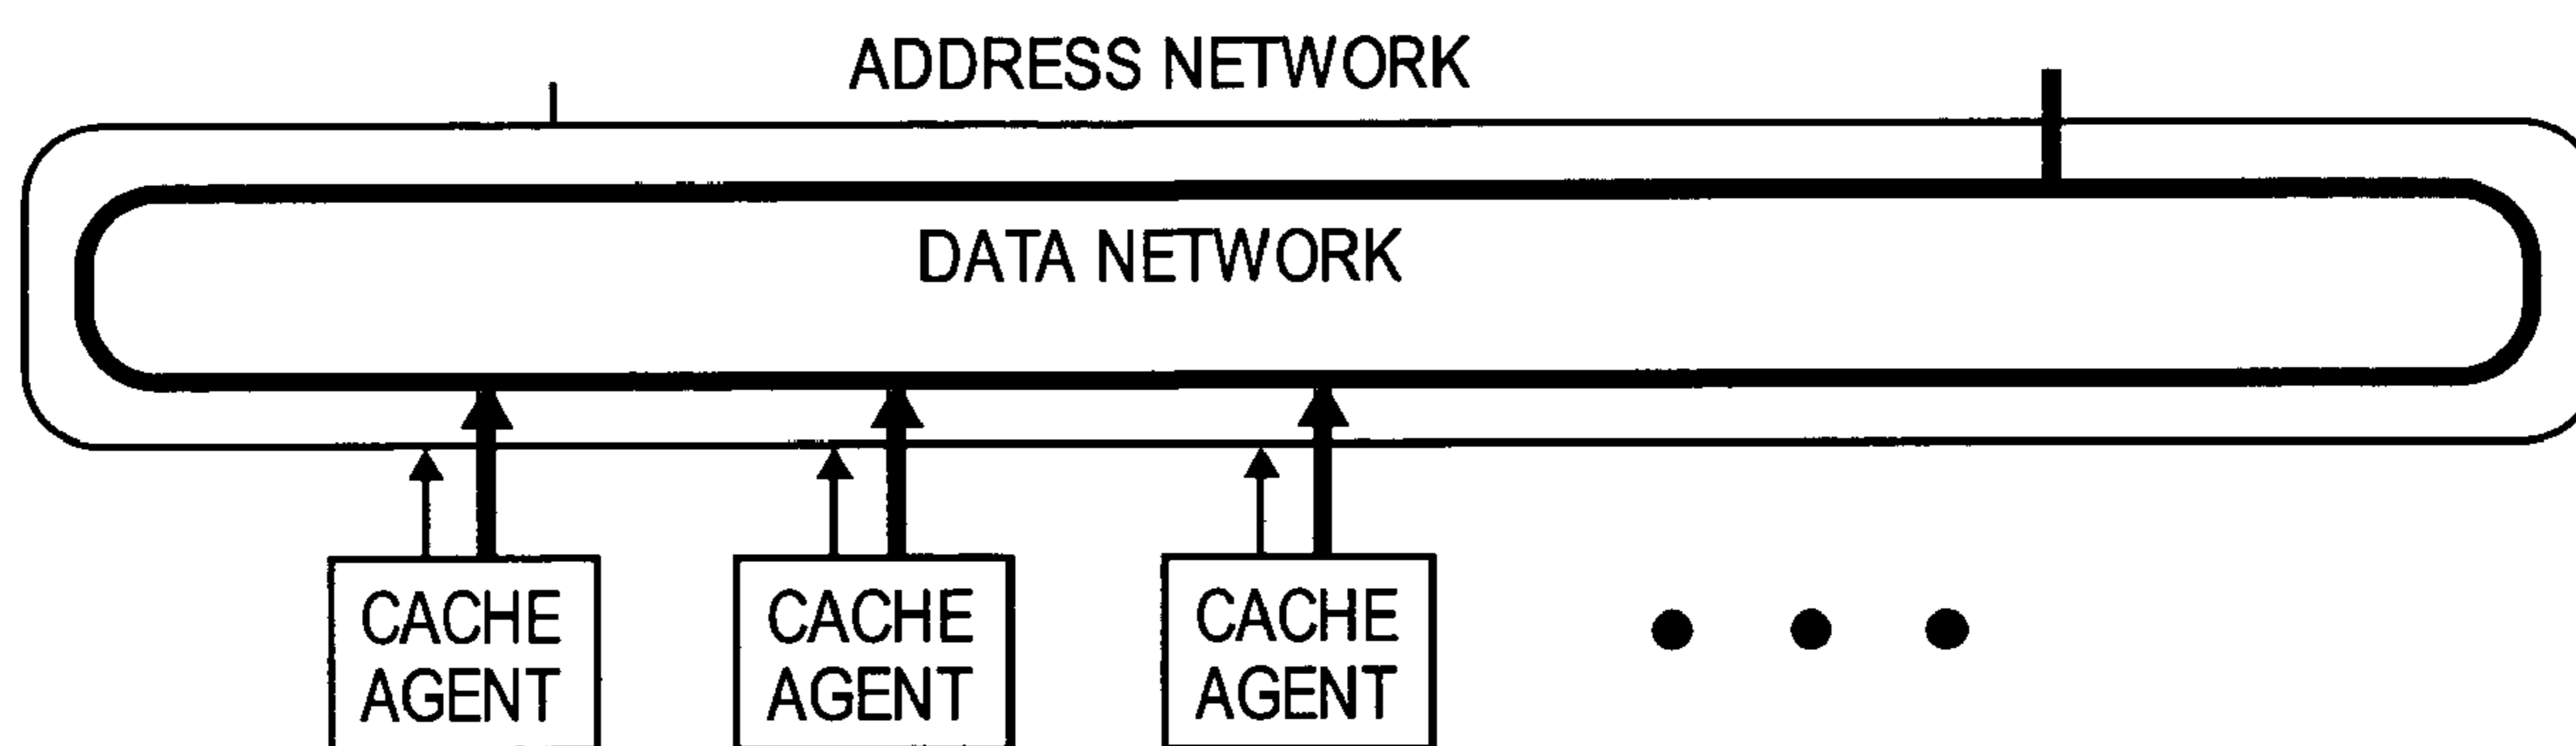 ADDRESS NETWORK
DATA NETWORK
CACHE
AGENT
CACHE
AGENT
CACHE
AGENT